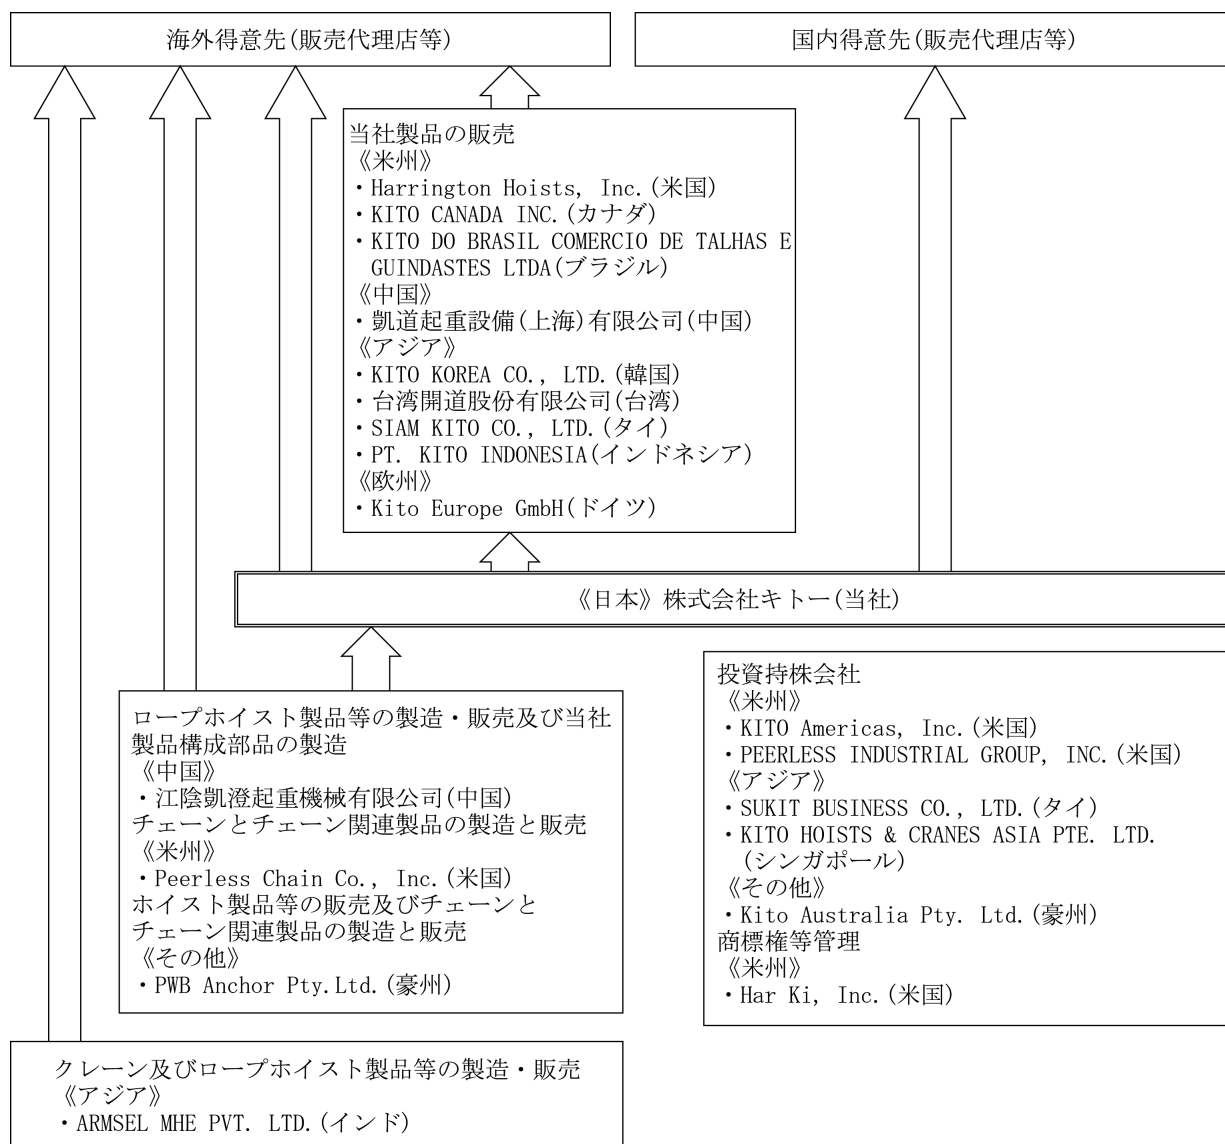 海外得意先(販売代理店等)
国内得意先(販売代理店等)
当社製品の販売
《米州》
・Harrington Hoists, Inc.(米国)
・KITO CANADA INC.(カナダ)
・KITO DO BRASIL COMERCIO DE TALHAS E
GUINDASTES LTDA(ブラジル)
《中国》
・凱道起重設備(上海)有限公司(中国)
《アジア》
・KITO KOREA CO., LTD.(韓国)
・台湾開道股份有限公司(台湾)
・SIAM KITO CO., LTD.(タイ)
・PT. KITO INDONESIA(インドネシア)
《欧州》
・Kito Europe GmbH(ドイツ)
《日本》株式会社キトー(当社)
ロープホイスト製品等の製造・販売及び当社
製品構成部品の製造
《中国》
・江陰凱澄起重機械有限公司(中国)
チェーンとチェーン関連製品の製造と販売
《米州》
・Peerless Chain Co., Inc.(米国)
ホイスト製品等の販売及びチェーンと
チェーン関連製品の製造と販売
《その他》
・PWB Anchor Pty.Ltd.(豪州)
投資持株会社
《米州》
・KITO Americas, Inc.(米国)
・PEERLESS INDUSTRIAL GROUP, INC.(米国)
《アジア》
・SUKIT BUSINESS CO., LTD.(タイ)
・KITO HOISTS & CRANES ASIA PTE. LTD.
(シンガポール)
《その他》
・Kito Australia Pty. Ltd.(豪州)
商標権等管理
《米州》
・Har Ki, Inc.(米国)
クレーン及びロープホイスト製品等の製造・販売
《アジア》
・ARMSEL MHE PVT. LTD.(インド)